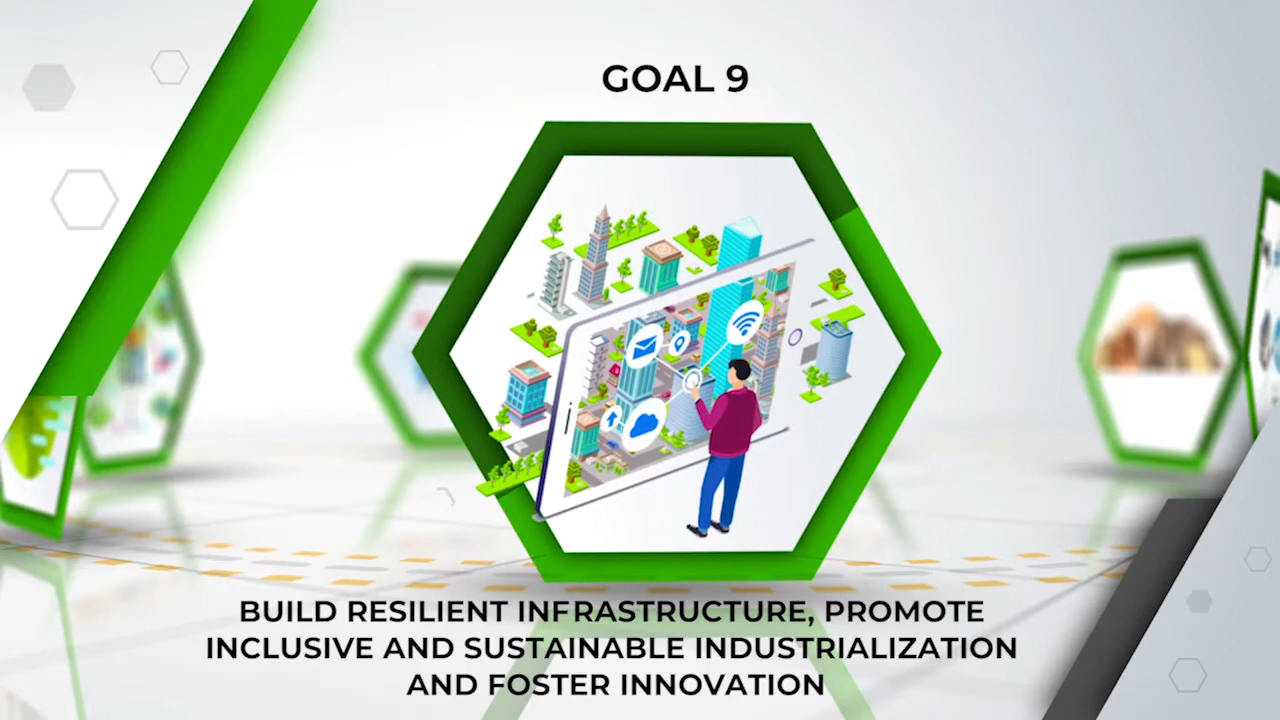 GOAL 9
BUILD RESILIENT INFRASTRUCTURE, PROMOTE
INCLUSIVE AND SUSTAINABLE INDUSTRIALIZATION
AND FOSTER INNOVATION